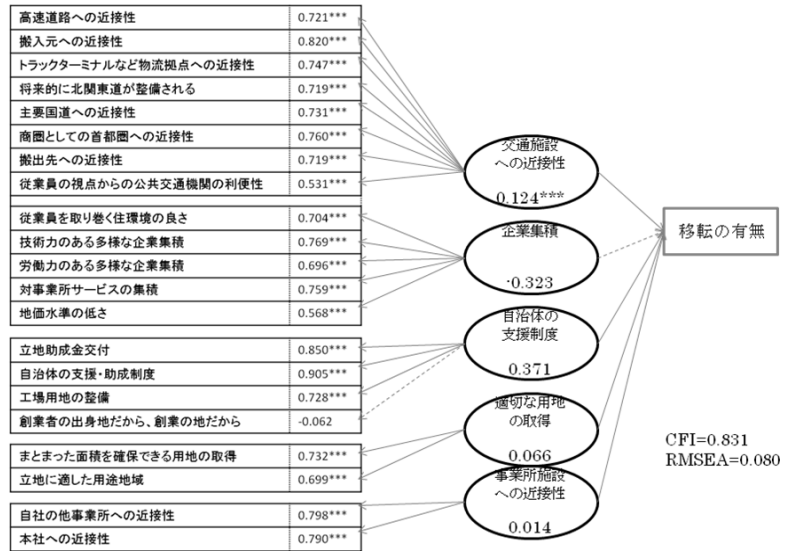 高速道路への近接性 0.721***
搬入元への近接性 0.820***
トラックターミナルなど物流拠点への近接性 0.747***
将来的に北関東道が整備される 0.719***
主要国道への近接性 0.731***
商圏としての首都圏への近接性 0.760***
搬出先への近接性 0.719***
従業員の視点からの公共交通機関の利便性 0.531***
従業員を取り巻く住環境の良さ 0.704***
技術力のある多様な企業集積 0.769***
労働力のある多様な企業集積 0.696***
対事業所サービスの集積 0.759***
地価水準の低さ 0.568***
立地助成金交付 0.850***
自治体の支援・助成制度 0.905***
工場用地の整備 0.728***
創業者の出身地だから、創業の地だから -0.062
まとまった面積を確保できる用地の取得 0.732***
立地に適した用途地域 0.699***
自社の他事業所への近接性 0.798***
本社への近接性 0.790***
交通施設
への近接性
0.124***
企業集積
-0.323
自治体の
支援制度
0.371
適切な用地
の取得
0.066
事業所施設
への近接性
0.014
移転の有無
CFI=0.831
RMSEA=0.080